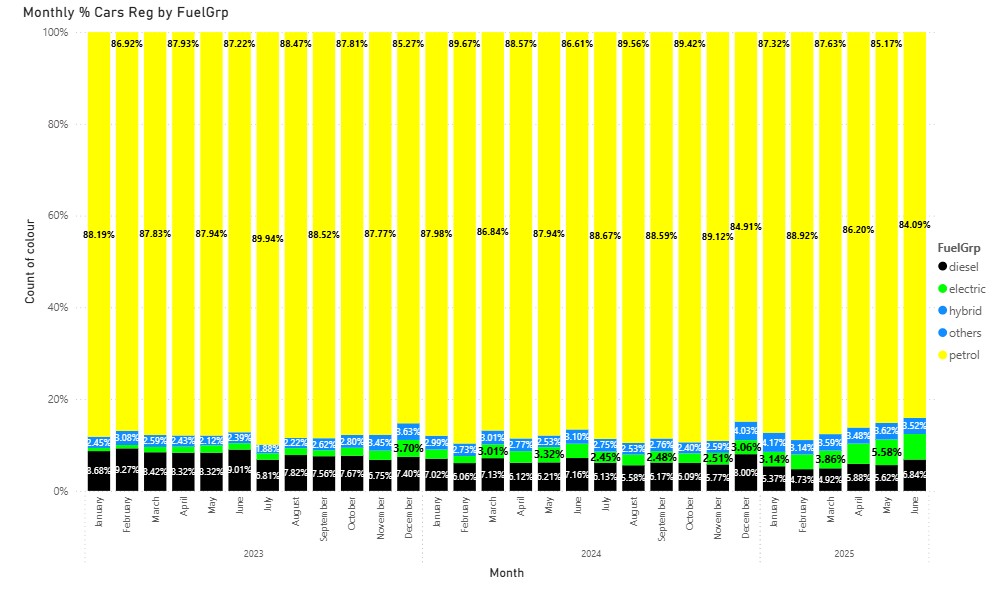 Monthly % Cars Reg by FuelGrp
100%
86.92% 87.93% 87.22% 88.47% 87.81% 85.27% 89.67% 88.57% 86.61% 89.56% 89.42% 87.32% 87.63% 85.17%
80%
60%
88.19% 87.83% 87.94% 89.94% 88.52% 87.77% 87.98% 86.84% 87.94% 88.67% 88.59% 89.12% 84.91% 88.92% 86.20% 84.09%
40%
20%
2.45% 3.08% 2.59% 2.43% 2.12% 2.39% 1.88% 2.22% 2.62% 2.80% 3.45% 3.63% 2.99% 2.73% 3.01% 2.77% 2.53% 3.10% 2.75% 2.53% 2.76% 2.40% 2.59% 4.03% 4.17% 3.14% 3.59% 3.48% 3.62% 3.52%
3.70% 3.01% 3.32% 2.45% 2.48% 2.51% 3.06% 3.14% 3.86% 5.58%
8.68% 9.27% 8.42% 8.32% 8.32% 9.01% 6.81% 7.82% 7.56% 7.67% 6.75% 7.40% 7.02% 6.06% 7.13% 6.12% 6.21% 7.16% 6.13% 5.58% 6.17% 6.09% 5.77% 8.00% 5.37% 4.73% 4.92% 5.88% 5.62% 6.84%
0%
Count of colour
January February March April May June July August September October November December January February March April May June July August September October November December January February March April May June
2023 2024 2025
Month
FuelGrp
diesel
electric
hybrid
others
petrol